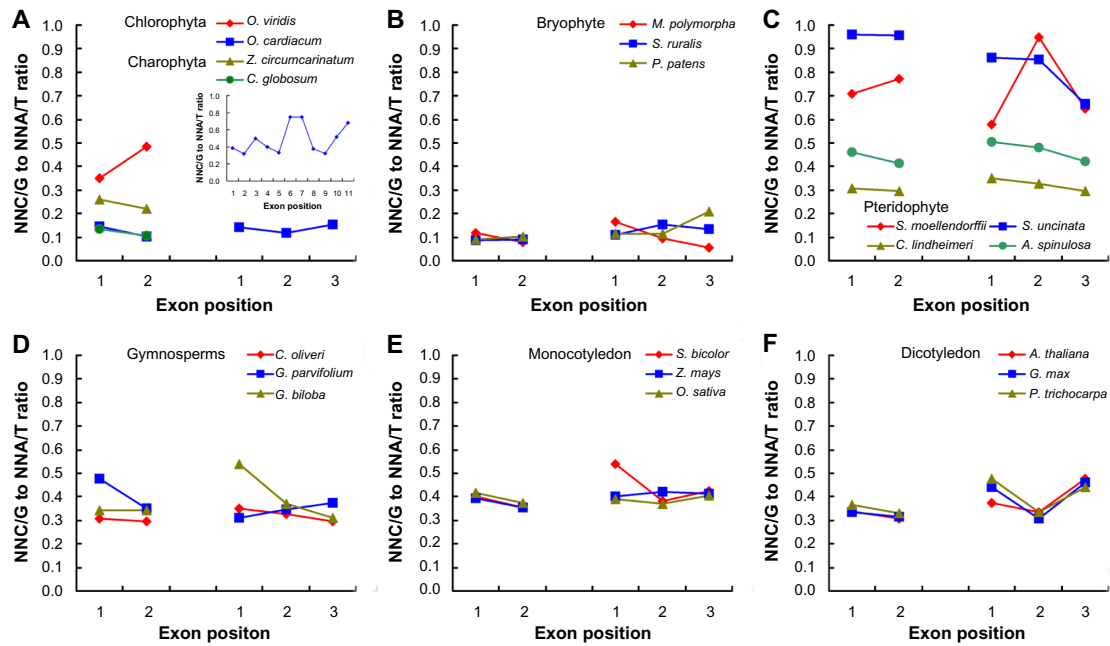 A
Chlorophyta
O. viridis
O. cardiacum
Charophyta
Z. circumcarinatum
C. globosum
NNC/G to NNA/T ratio
1.0
0.9
0.8
0.7
0.6
0.5
0.4
0.3
0.2
0.1
0.0
1 2 1 2 3
Exon position
NNC/G to NNA/T ratio
1.0
0.8
0.6
0.4
0.2
0.0
1 2 3 4 5 6 7 8 9 10 11
Exon position
B
Bryophyte
M. polymorpha
S. ruralis
P. patens
NNC/G to NNA/T ratio
1.0
0.9
0.8
0.7
0.6
0.5
0.4
0.3
0.2
0.1
0.0
1 2 1 2 3
Exon position
C
NNC/G to NNA/T ratio
1.0
0.9
0.8
0.7
0.6
0.5
0.4
0.3
0.2
0.1
0.0
Pteridophyte
S. moellendorffii S. uncinata
C. lindheimeri A. spinulosa
1 2 1 2 3
Exon position
D
Gymnosperms
C. oliveri
G. parvifolium
G. biloba
NNC/G to NNA/T ratio
1.0
0.9
0.8
0.7
0.6
0.5
0.4
0.3
0.2
0.1
0.0
1 2 1 2 3
Exon positon
E
Monocotyledon
S. bicolor
Z. mays
O. sativa
NNC/G to NNA/T ratio
1.0
0.9
0.8
0.7
0.6
0.5
0.4
0.3
0.2
0.1
0.0
1 2 1 2 3
Exon position
F
Dicotyledon
A. thaliana
G. max
P. trichocarpa
NNC/G to NNA/T ratio
1.0
0.9
0.8
0.7
0.6
0.5
0.4
0.3
0.2
0.1
0.0
1 2 1 2 3
Exon position